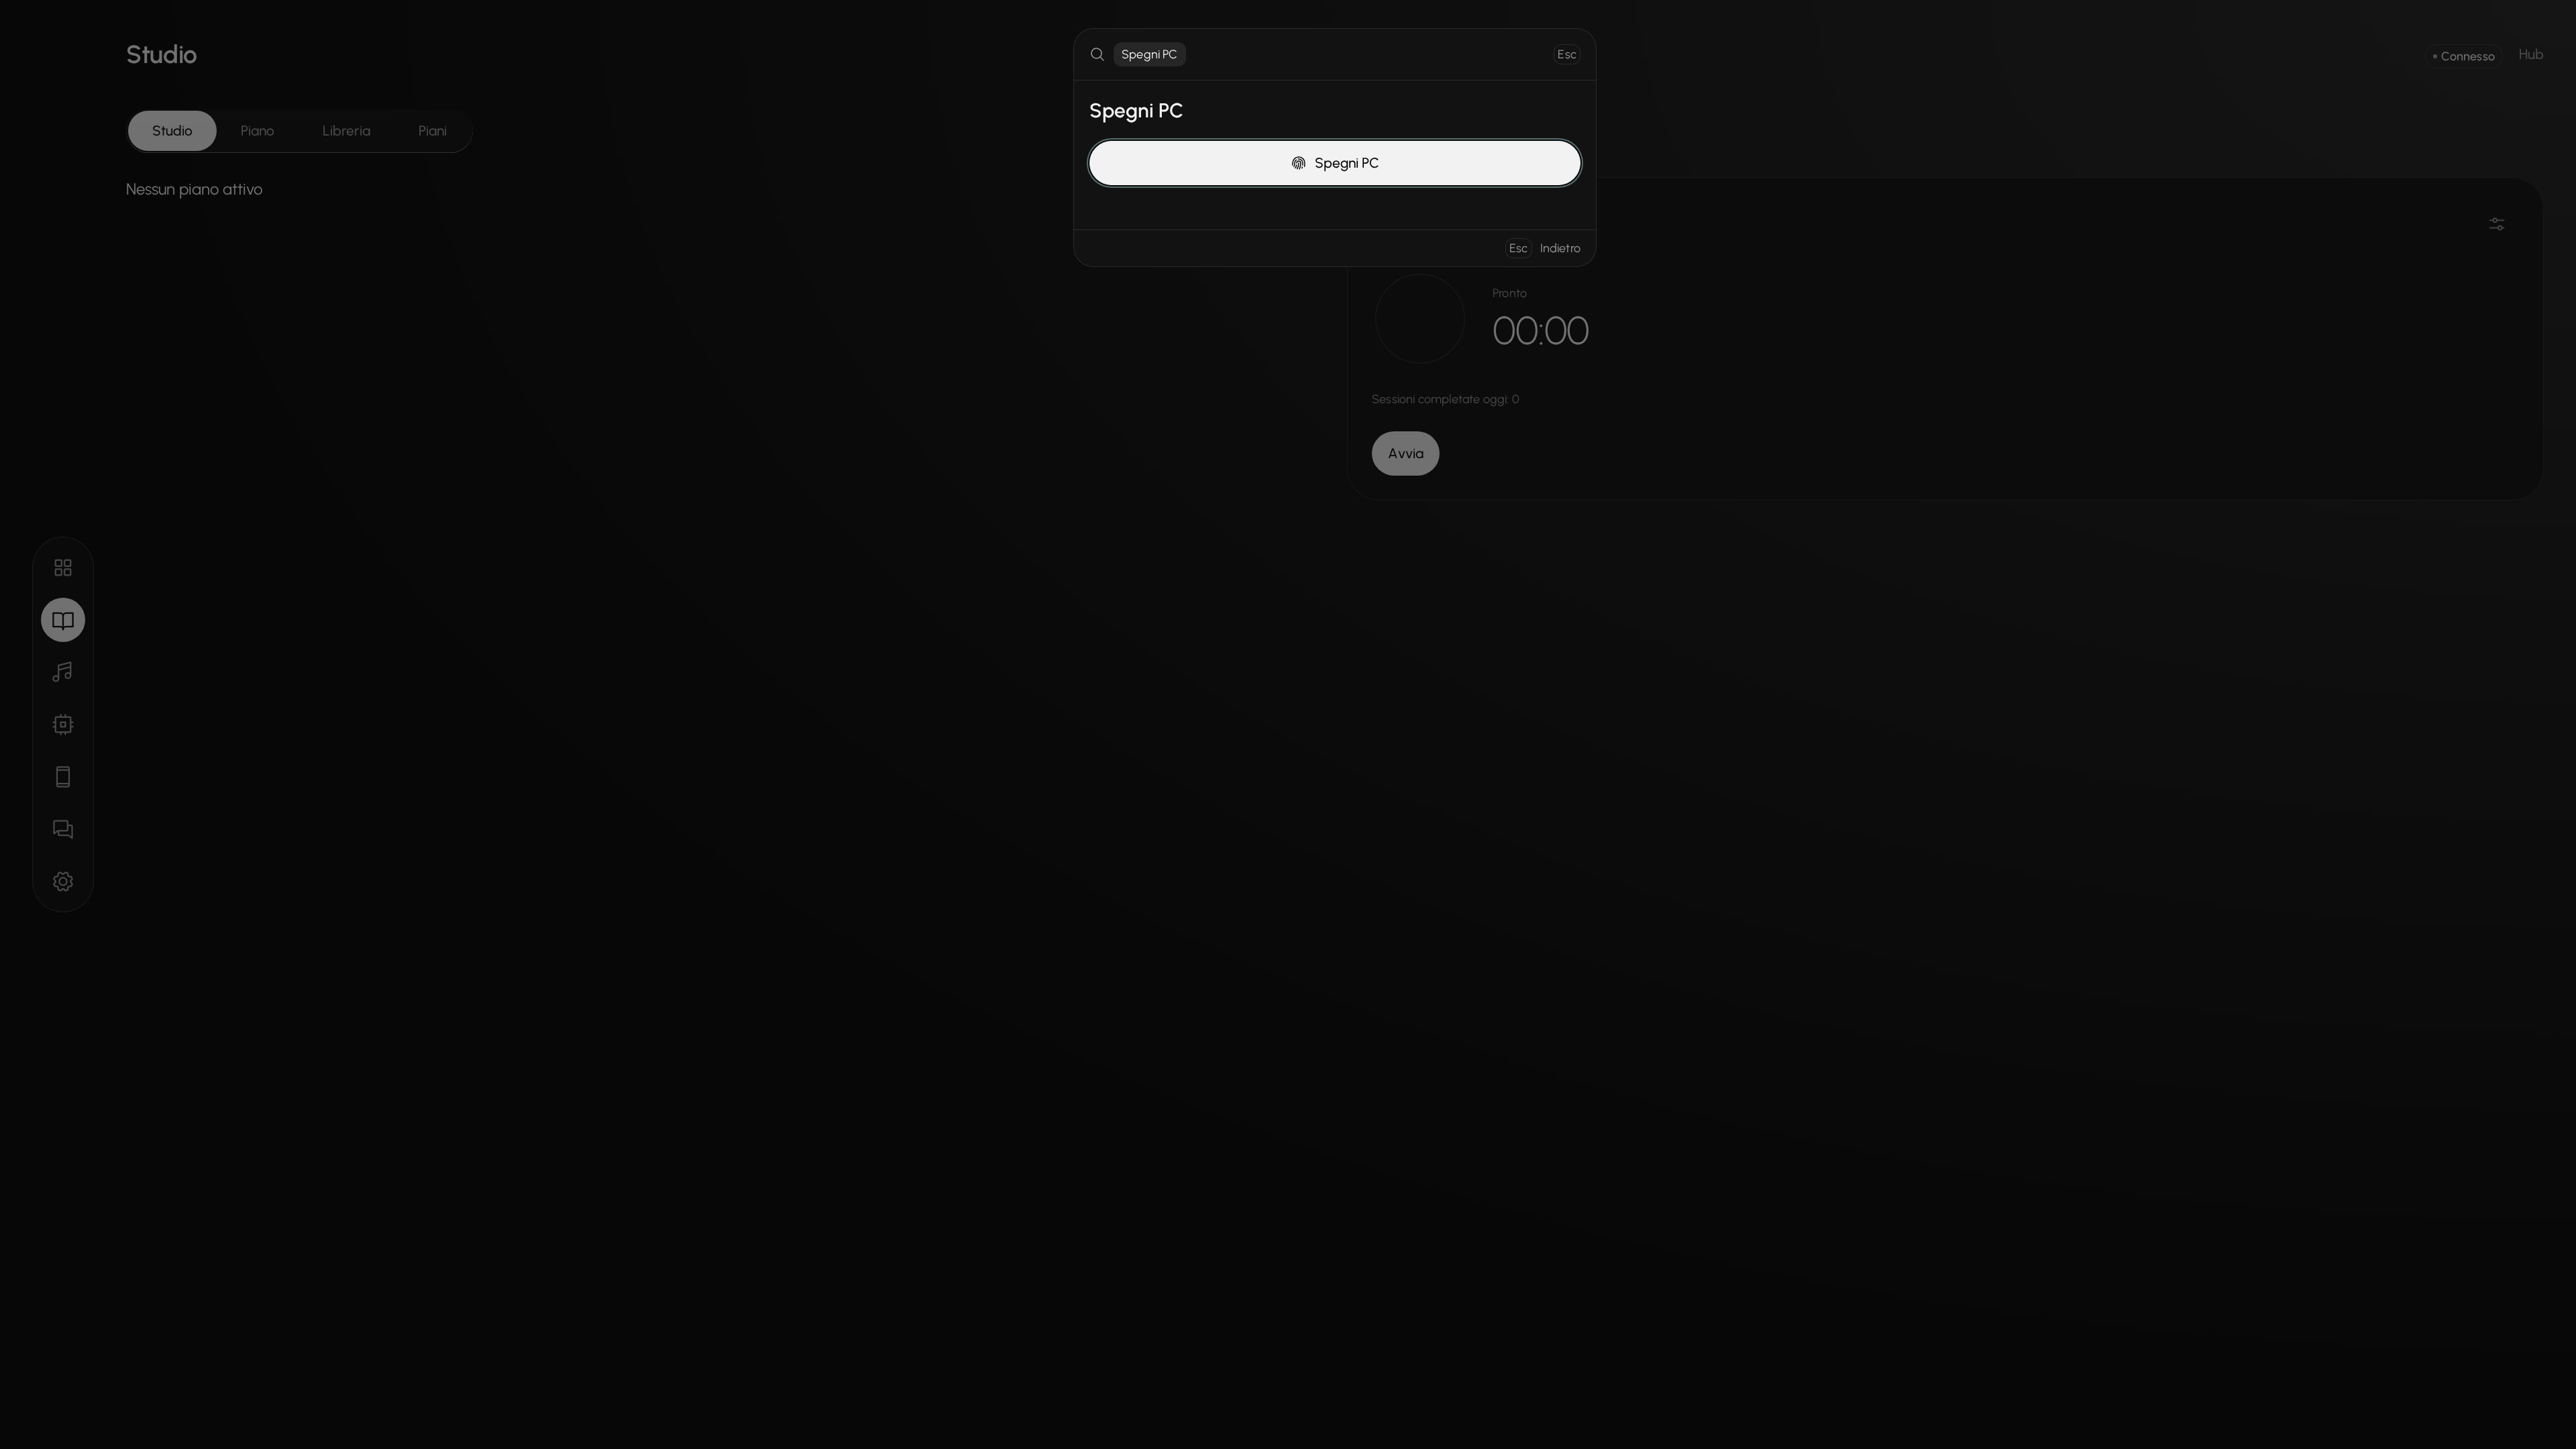 Studio
Spegni PC
Esc
Connesso
Hub
Studio
Piano
Libreria
Piani
Spegni PC
Spegni PC
Nessun piano attivo
Esc
Indietro
Pronto
00:00
Sessioni completate oggi: 0
Avvia